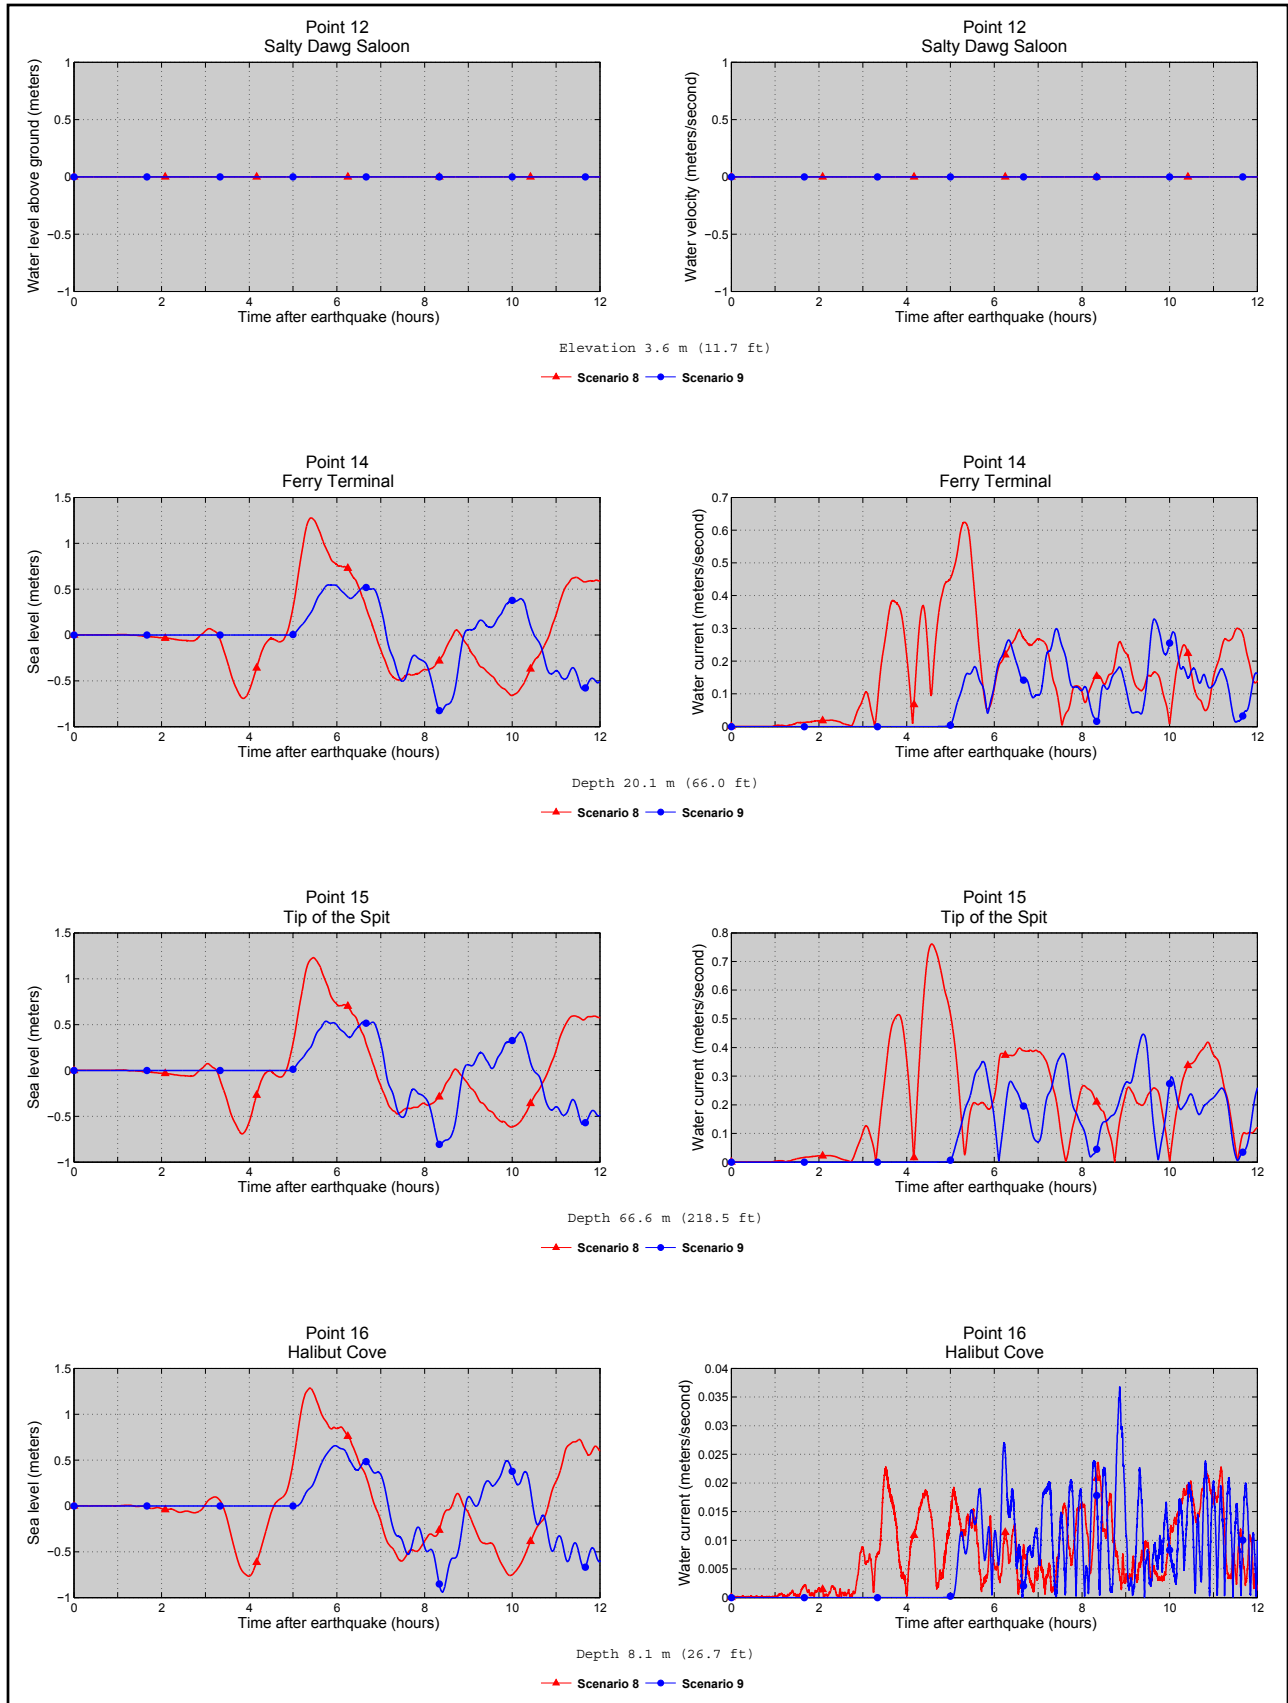 Point 12
Salty Dawg Saloon
Water level above ground (meters)
1
0.5
0
−0.5
−1
0 2 4 6 8 10 12
Time after earthquake (hours)
Point 12
Salty Dawg Saloon
Water velocity (meters/second)
1
0.5
0
−0.5
−1
0 2 4 6 8 10 12
Time after earthquake (hours)
Elevation 3.6 m (11.7 ft)
Scenario 8 Scenario 9
Point 14
Ferry Terminal
Sea level (meters)
1.5
1
0.5
0
−0.5
−1
0 2 4 6 8 10 12
Time after earthquake (hours)
Point 14
Ferry Terminal
Water current (meters/second)
0.7
0.6
0.5
0.4
0.3
0.2
0.1
0
0 2 4 6 8 10 12
Time after earthquake (hours)
Depth 20.1 m (66.0 ft)
Scenario 8 Scenario 9
Point 15
Tip of the Spit
Sea level (meters)
1.5
1
0.5
0
−0.5
−1
0 2 4 6 8 10 12
Time after earthquake (hours)
Point 15
Tip of the Spit
Water current (meters/second)
0.8
0.7
0.6
0.5
0.4
0.3
0.2
0.1
0
0 2 4 6 8 10 12
Time after earthquake (hours)
Depth 66.6 m (218.5 ft)
Scenario 8 Scenario 9
Point 16
Halibut Cove
Sea level (meters)
1.5
1
0.5
0
−0.5
−1
0 2 4 6 8 10 12
Time after earthquake (hours)
Point 16
Halibut Cove
Water current (meters/second)
0.04
0.035
0.03
0.025
0.02
0.015
0.01
0.005
0
0 2 4 6 8 10 12
Time after earthquake (hours)
Depth 8.1 m (26.7 ft)
Scenario 8 Scenario 9